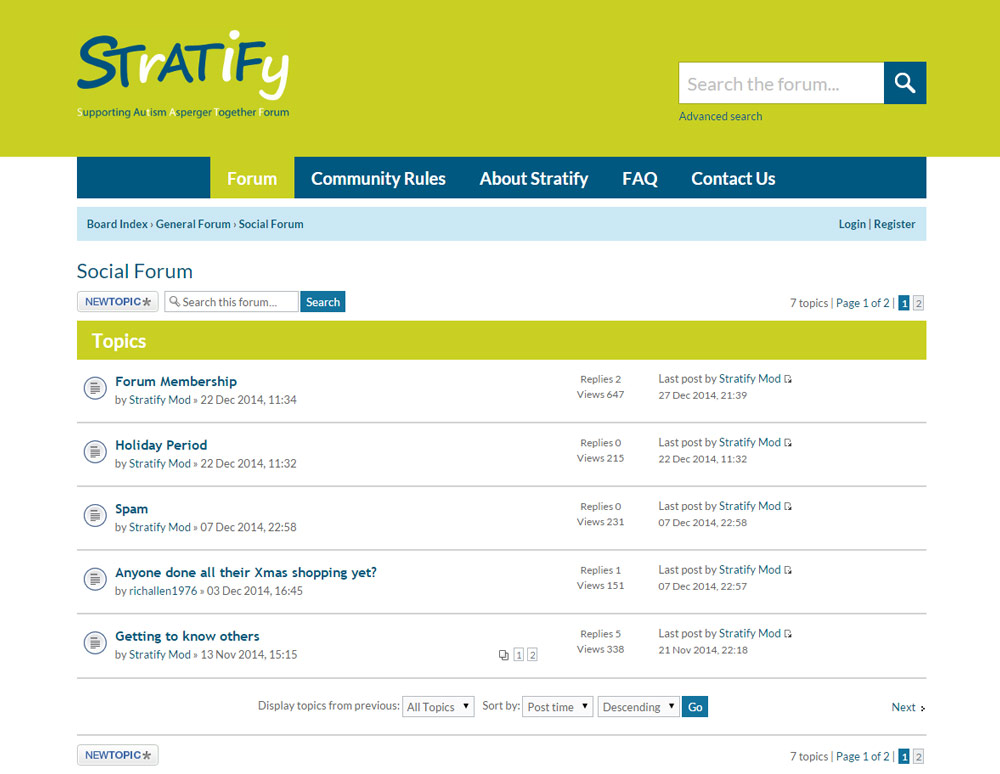 StrATiFy
Supporting Autism Asperger Together Forum
Search the forum...
Advanced search
Forum Community Rules About Stratify FAQ Contact Us
Board Index › General Forum › Social Forum Login | Register
Social Forum
NEWTOPIC* Search this forum... Search 7 topics | Page 1 of 2 | 1 2
Topics
Forum Membership Replies 2 Last post by Stratify Mod
by Stratify Mod » 22 Dec 2014, 11:34 Views 647 27 Dec 2014, 21:39
Holiday Period Replies 0 Last post by Stratify Mod
by Stratify Mod » 22 Dec 2014, 11:32 Views 215 22 Dec 2014, 11:32
Spam Replies 0 Last post by Stratify Mod
by Stratify Mod » 07 Dec 2014, 22:58 Views 231 07 Dec 2014, 22:58
Anyone done all their Xmas shopping yet? Replies 1 Last post by Stratify Mod
by richallen1976 » 03 Dec 2014, 16:45 Views 151 07 Dec 2014, 22:57
Getting to know others Replies 5 Last post by Stratify Mod
by Stratify Mod » 13 Nov 2014, 15:15 1 2 Views 338 21 Nov 2014, 22:18
Display topics from previous: All Topics Sort by: Post time Descending Go Next
NEWTOPIC* 7 topics | Page 1 of 2 | 1 2